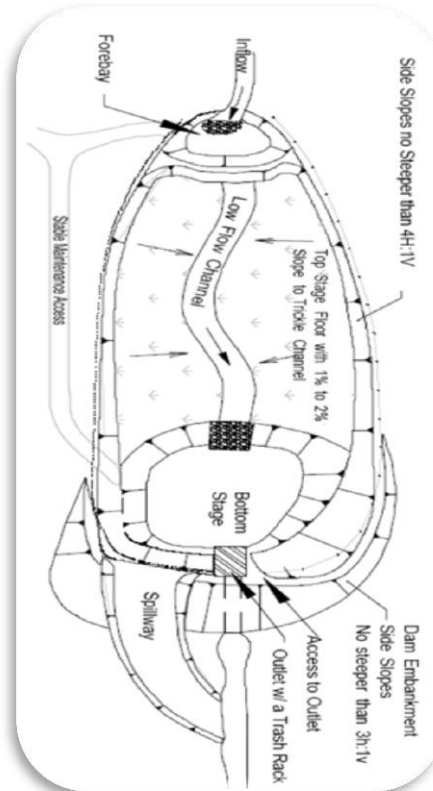 Side Slopes no Steeper than 4H:1V
Inflow
Forebay
Low Flow Channel
Top Stage Floor with 1% to 2%
Slope to Trickle Channel
Stable Maintenance Access
Bottom
Stage
Dam Embankment
Side Slopes
No steeper than 3h:1v
Access to Outlet
Outlet w/ a Trash Rack
Spillway